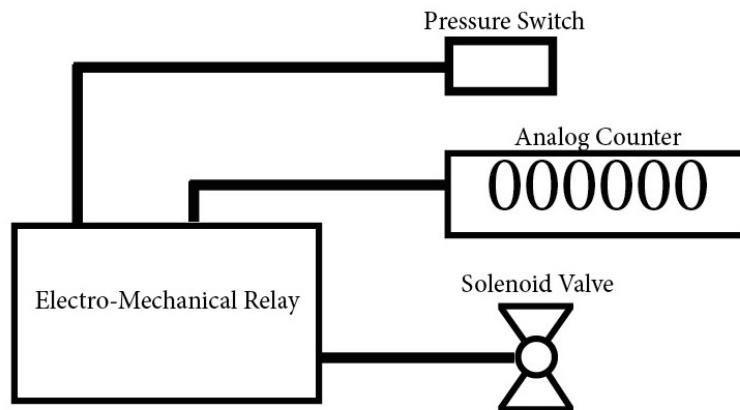 Pressure Switch
Analog Counter
000000
Electro-Mechanical Relay
Solenoid Valve